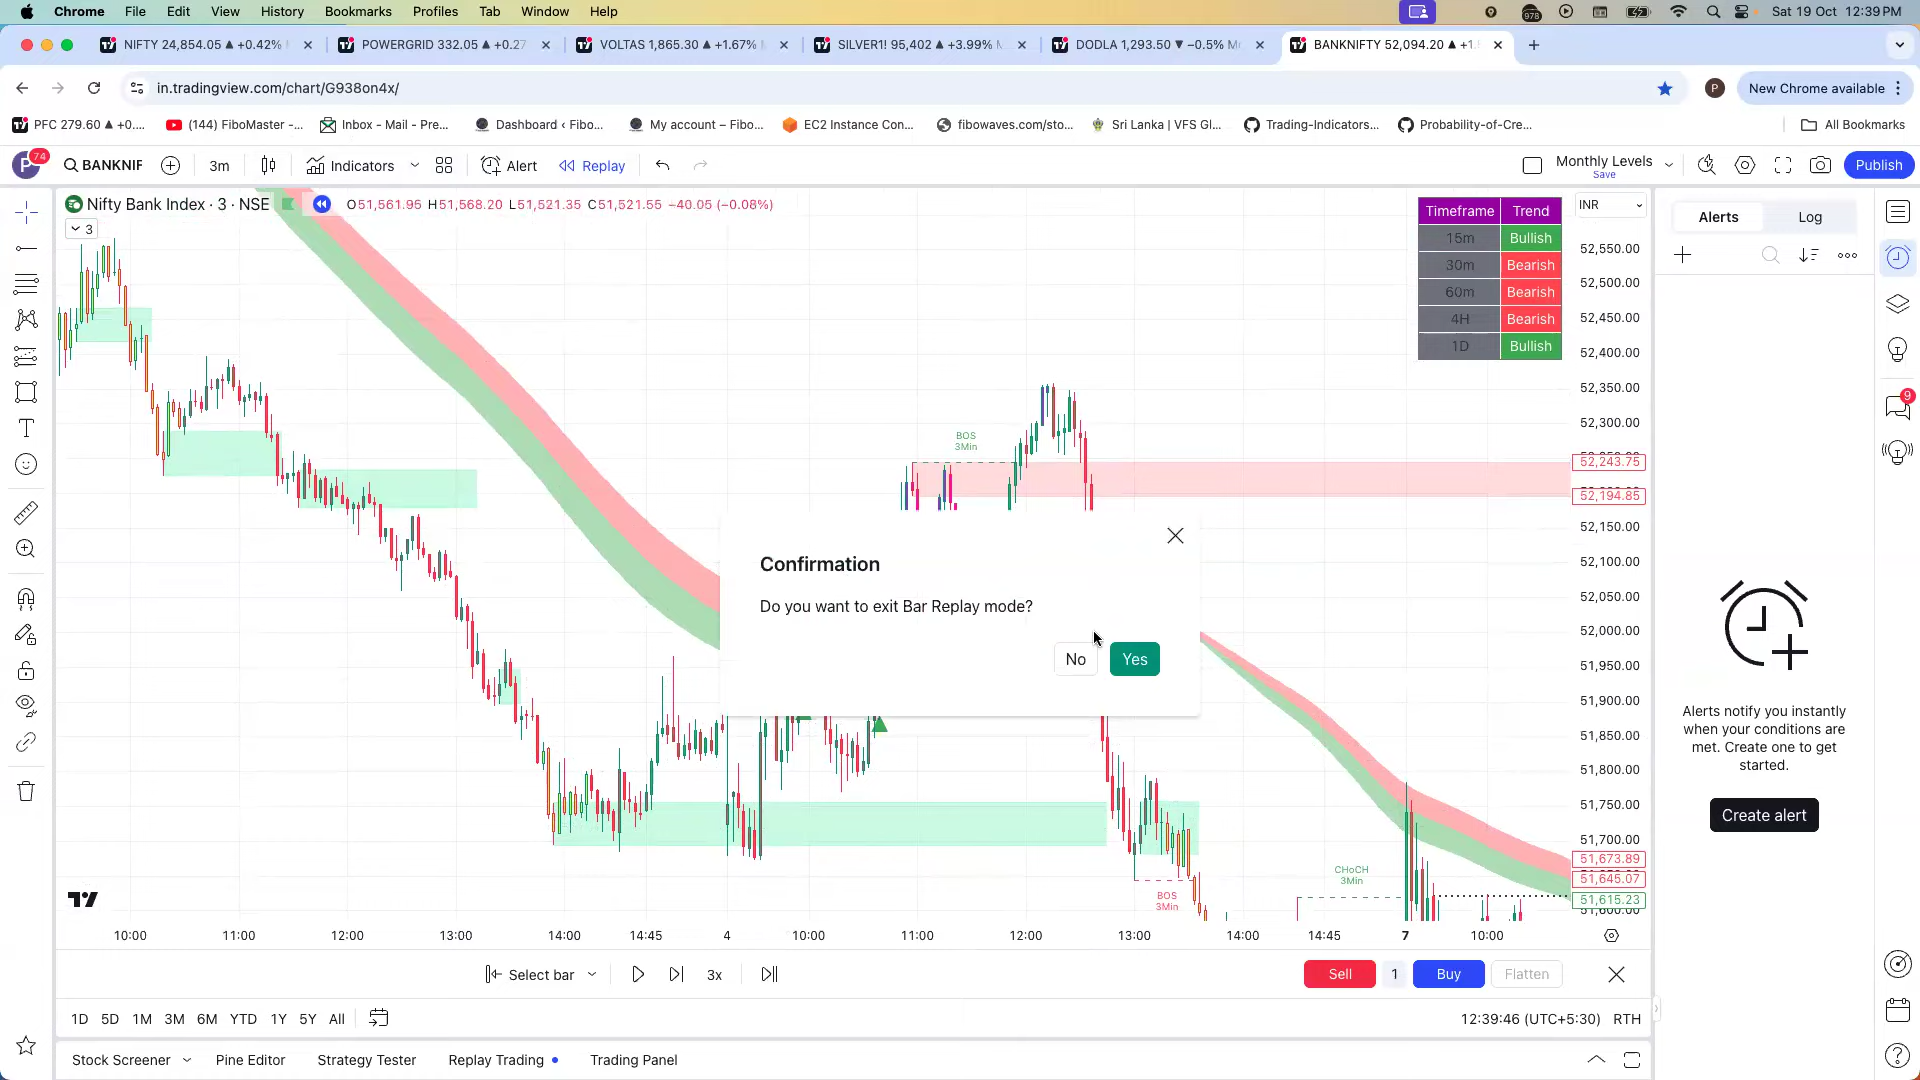 Chrome File Edit View History Bookmarks Profiles Tab Window Help
978 Sat 19 Oct 12:39 PM
NIFTY 24,854.05 ▲ +0.42%
POWERGRID 332.05 ▲ +0.27
VOLTAS 1,865.30 ▲ +1.67%
SILVER1! 95,402 ▲ +3.99%
DODLA 1,293.50 ▼ −0.5%
BANKNIFTY 52,094.20 ▲ +1.
in.tradingview.com/chart/G938on4x/
P
New Chrome available
PFC 279.60 ▲ +0....
(144) FiboMaster -...
Inbox - Mail - Pre...
Dashboard ‹ Fibo...
My account – Fibo...
EC2 Instance Con...
fibowaves.com/sto...
Sri Lanka | VFS Gl...
Trading-Indicators...
Probability-of-Cre...
All Bookmarks
P 74 BANKNIF 3m Indicators Alert Replay
Monthly Levels
Save
Publish
Nifty Bank Index · 3 · NSE
O51,561.95 H51,568.20 L51,521.35 C51,521.55 −40.05 (−0.08%)
3
Timeframe Trend
15m Bullish
30m Bearish
60m Bearish
4H Bearish
1D Bullish
INR
52,550.00
52,500.00
52,450.00
52,400.00
52,350.00
52,300.00
52,243.75
52,194.85
52,150.00
52,100.00
52,050.00
52,000.00
51,950.00
51,900.00
51,850.00
51,800.00
51,750.00
51,700.00
51,673.89
51,645.07
51,615.23
51,600.00
BOS
3Min
Confirmation
Do you want to exit Bar Replay mode?
No Yes
BOS
3Min
CHoCH
3Min
10:00 11:00 12:00 13:00 14:00 14:45 4 10:00 11:00 12:00 13:00 14:00 14:45 7 10:00
Select bar 3x
Sell 1 Buy Flatten
1D 5D 1M 3M 6M YTD 1Y 5Y All
12:39:46 (UTC+5:30) RTH
Stock Screener Pine Editor Strategy Tester Replay Trading Trading Panel
Alerts Log
Alerts notify you instantly
when your conditions are
met. Create one to get
started.
Create alert
9